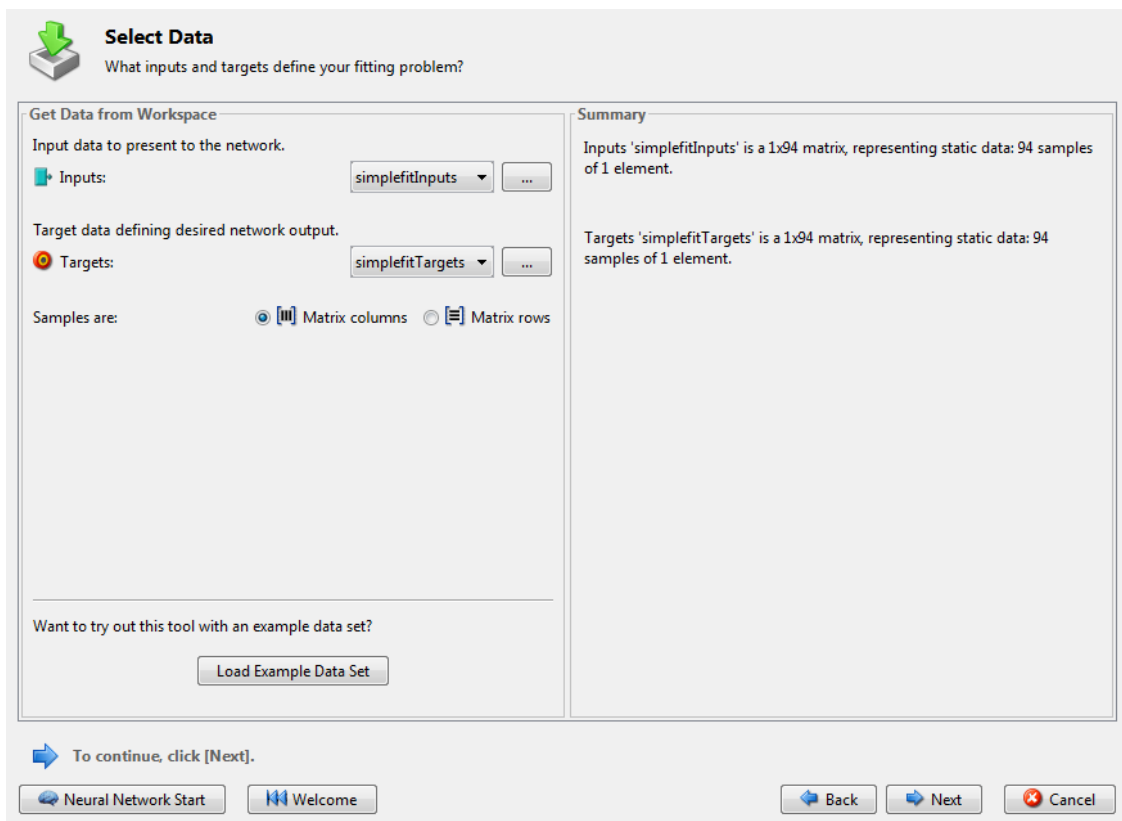 Select Data
What inputs and targets define your fitting problem?
Get Data from Workspace
Input data to present to the network.
Inputs:
simplefitInputs
...
Target data defining desired network output.
Targets:
simplefitTargets
...
Samples are:
Matrix columns
Matrix rows
Want to try out this tool with an example data set?
Load Example Data Set
Summary
Inputs 'simplefitInputs' is a 1x94 matrix, representing static data: 94 samples
of 1 element.
Targets 'simplefitTargets' is a 1x94 matrix, representing static data: 94
samples of 1 element.
To continue, click [Next].
Neural Network Start
Welcome
Back
Next
Cancel